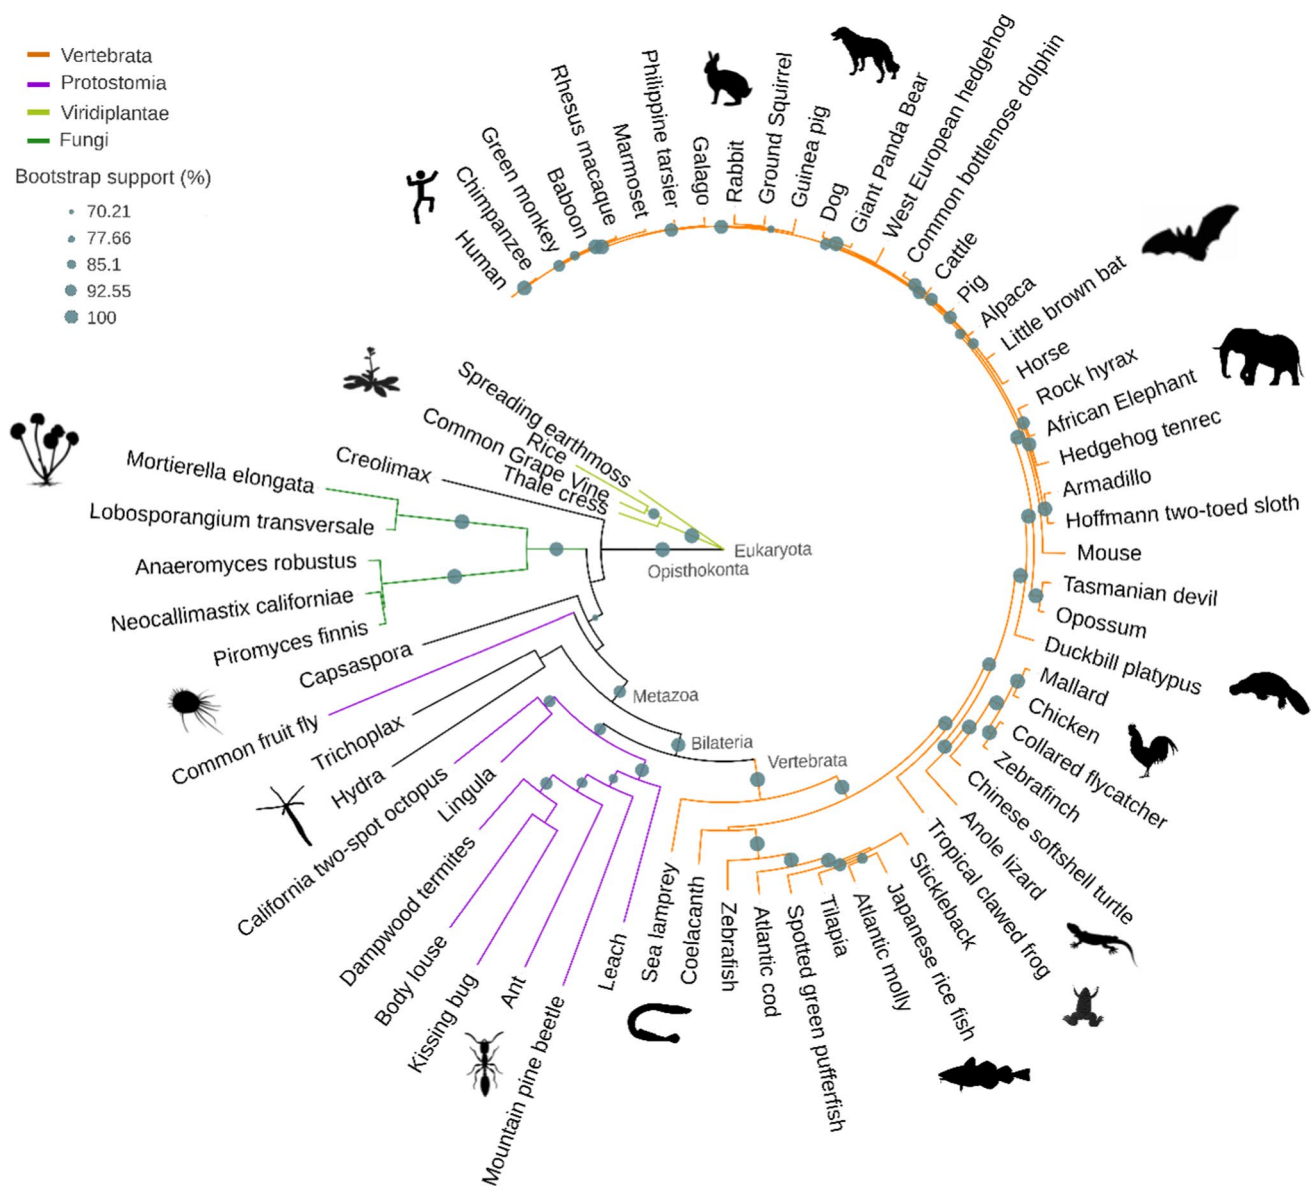 Vertebrata
Protostomia
Viridiplantae
Fungi
Bootstrap support (%)
70.21
77.66
85.1
92.55
100
Human
Chimpanzee
Green monkey
Baboon
Rhesus macaque
Marmoset
Philippine tarsier
Galago
Rabbit
Ground Squirrel
Guinea pig
Dog
Giant Panda Bear
West European hedgehog
Common bottlenose dolphin
Cattle
Pig
Alpaca
Little brown bat
Horse
Rock hyrax
African Elephant
Hedgehog tenrec
Armadillo
Hoffmann two-toed sloth
Mouse
Tasmanian devil
Opossum
Duckbill platypus
Mallard
Chicken
Collared flycatcher
Zebrafinch
Chinese softshell turtle
Anole lizard
Tropical clawed frog
Stickleback
Japanese rice fish
Atlantic molly
Tilapia
Spotted green pufferfish
Atlantic cod
Zebrafish
Coelacanth
Sea lamprey
Leach
Mountain pine beetle
Ant
Kissing bug
Body louse
Dampwood termites
Lingula
California two-spot octopus
Hydra
Trichoplax
Common fruit fly
Capsaspora
Piromyces finnis
Neocallimastix californiae
Anaeromyces robustus
Lobosporangium transversale
Mortierella elongata
Creolimax
Thale cress
Common Grape Vine
Rice
Spreading earthmoss
Eukaryota
Opisthokonta
Metazoa
Bilateria
Vertebrata